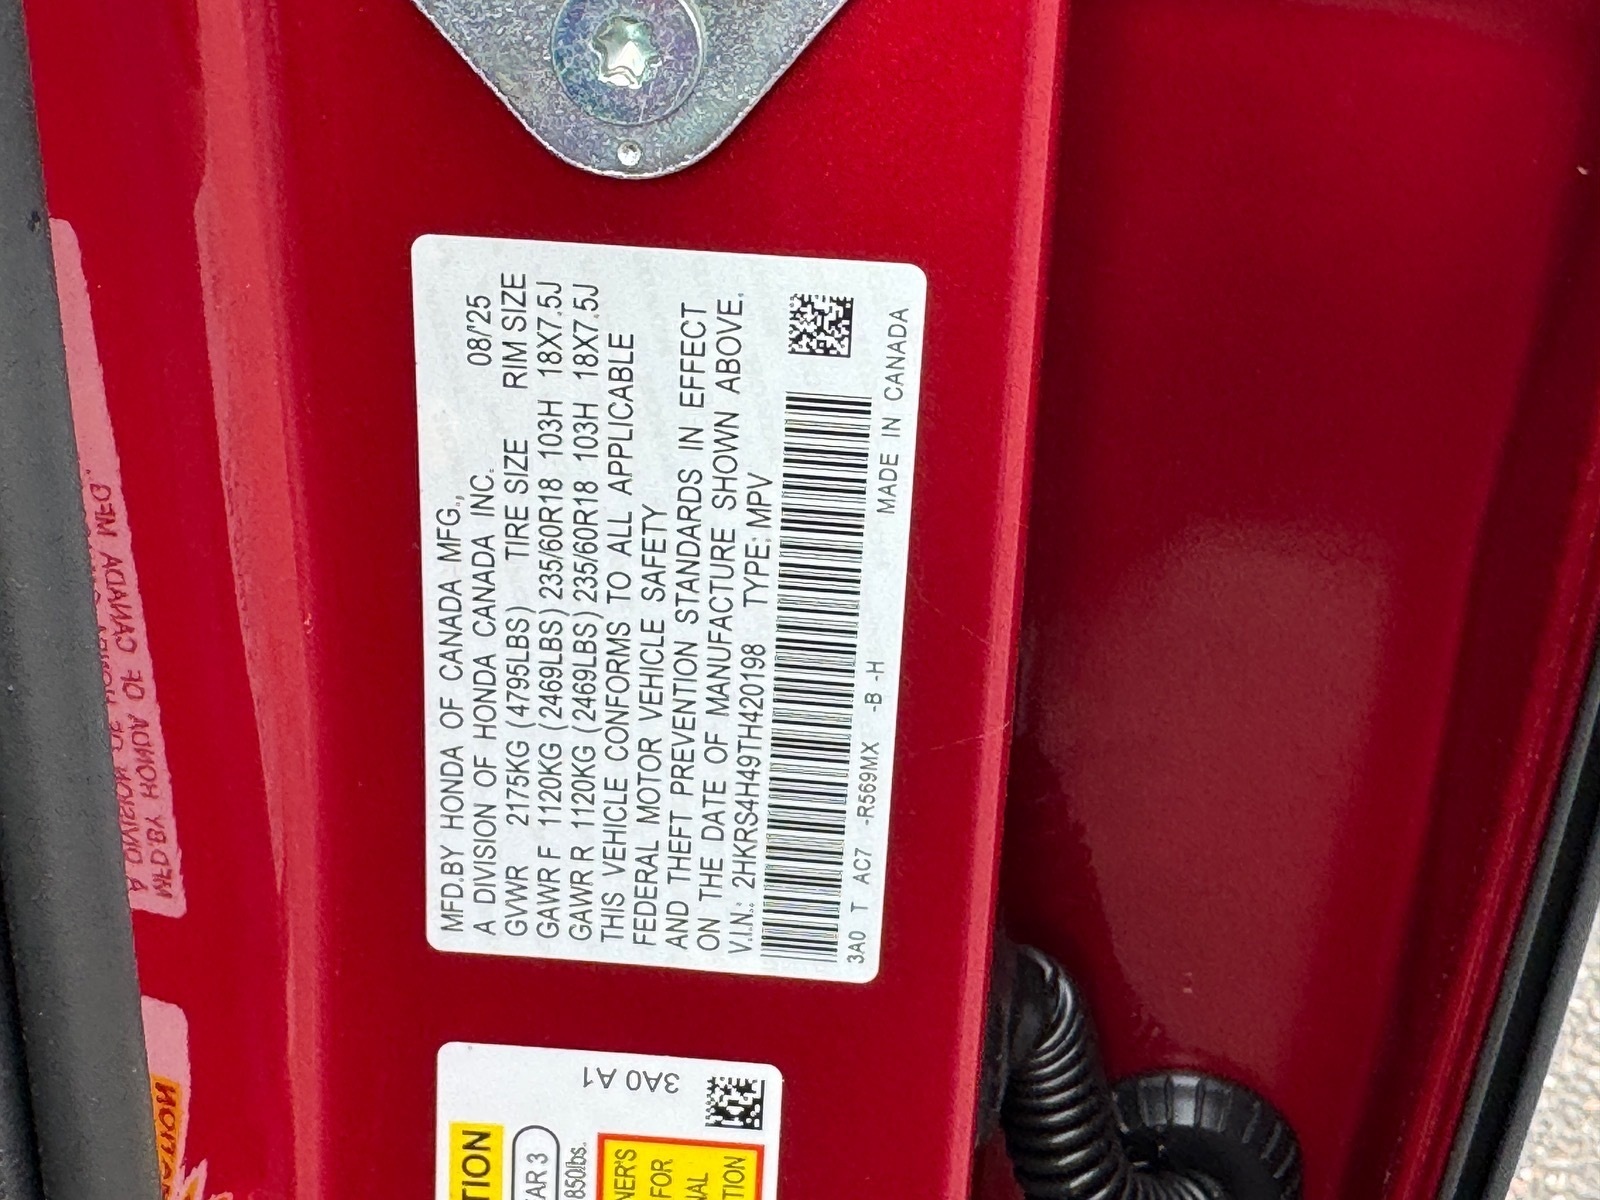 MFD.BY HONDA OF CANADA MFG.,
A DIVISION OF HONDA CANADA INC. 08/'25
GVWR 2175KG (4795LBS) TIRE SIZE RIM SIZE
GAWR F 1120KG (2469LBS) 235/60R18 103H 18X7.5J
GAWR R 1120KG (2469LBS) 235/60R18 103H 18X7.5J
THIS VEHICLE CONFORMS TO ALL APPLICABLE
FEDERAL MOTOR VEHICLE SAFETY
AND THEFT PREVENTION STANDARDS IN EFFECT
ON THE DATE OF MANUFACTURE SHOWN ABOVE.
V.I.N.: 2HKRS4H49TH420198 TYPE: MPV
3A0 T AC7 -R569MX -B -H MADE IN CANADA
3A0 A1
850lbs.
FOR